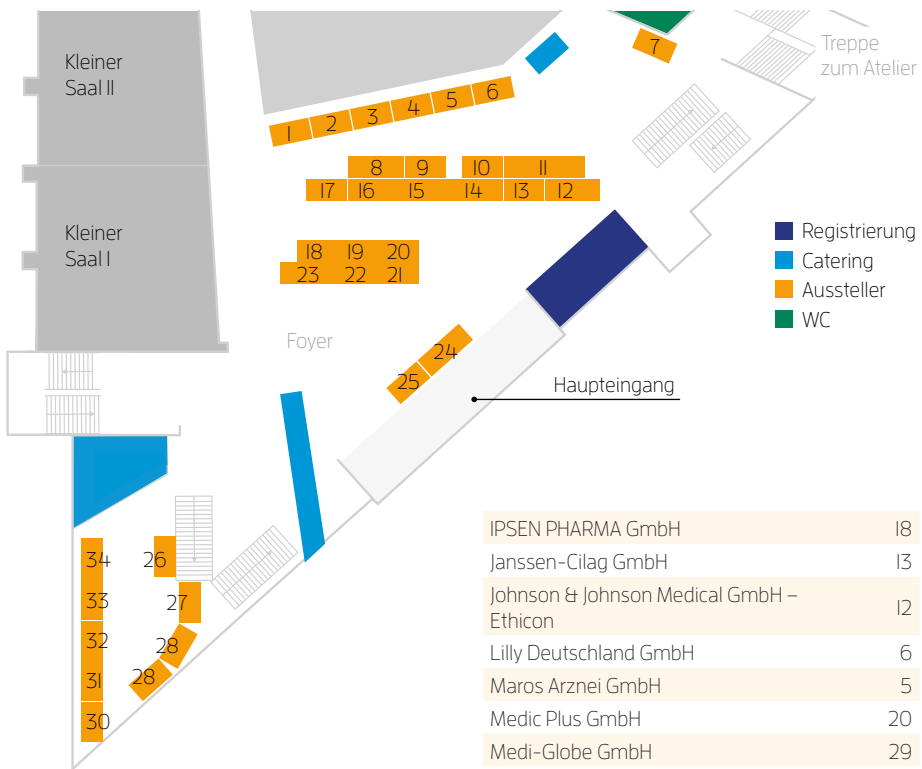 Kleiner
Saal II
7
Treppe
zum Atelier
1 2 3 4 5 6
8 9 10 11
17 16 15 14 13 12
Kleiner
Saal I
18 19 20
23 22 21
Registrierung
Catering
Aussteller
WC
Foyer
24
25
Haupteingang
34 26
33 27
32 28
31 28
30
IPSEN PHARMA GmbH 18
Janssen-Cilag GmbH 13
Johnson & Johnson Medical GmbH –
Ethicon 12
Lilly Deutschland GmbH 6
Maros Arznei GmbH 5
Medic Plus GmbH 20
Medi-Globe GmbH 29